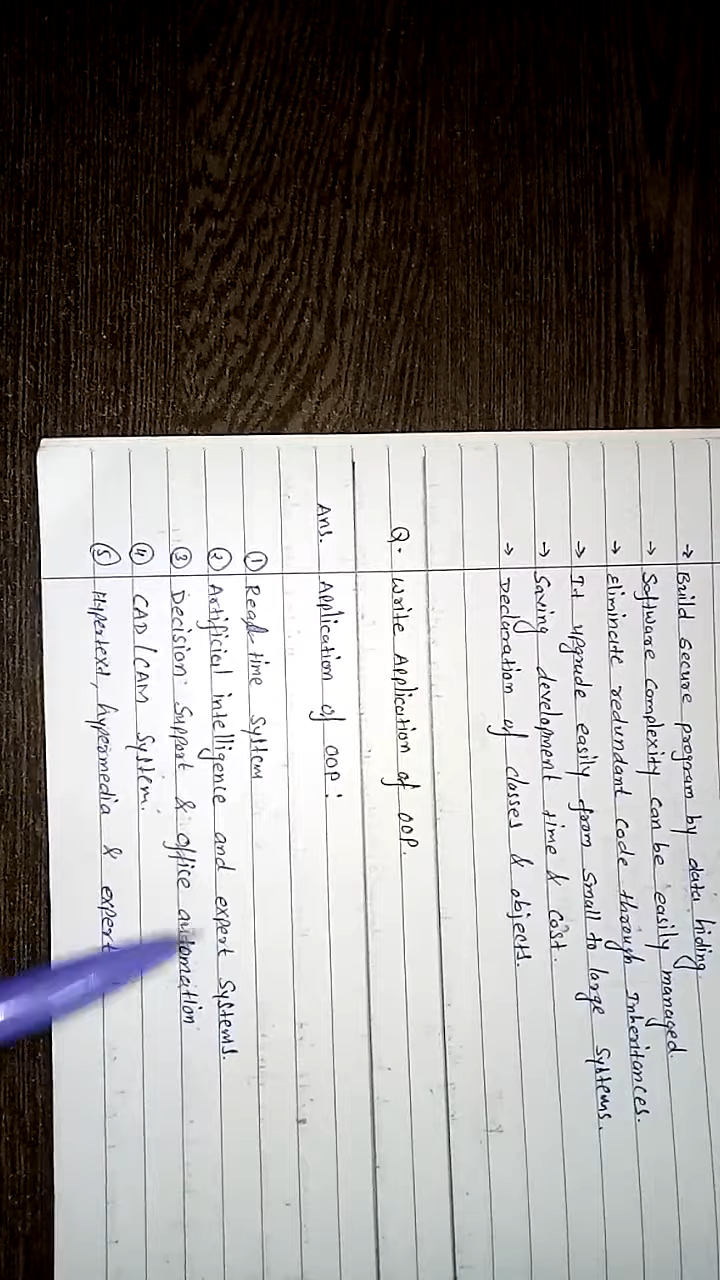 → Build secure program by data hiding.
→ Software complexity can be easily managed.
→ Eliminate redundant code through Inheritances.
→ It upgrade easily from small to large systems.
→ Saving development time & cost.
→ Declaration of classes & objects.
Q. Write Application of OOP.
Ans. Application of OOP:
① Real time system
② Artificial intelligence and expert systems.
③ Decision support & office automation
④ CAD/CAM system.
⑤ Hypertext, hypermedia & expert